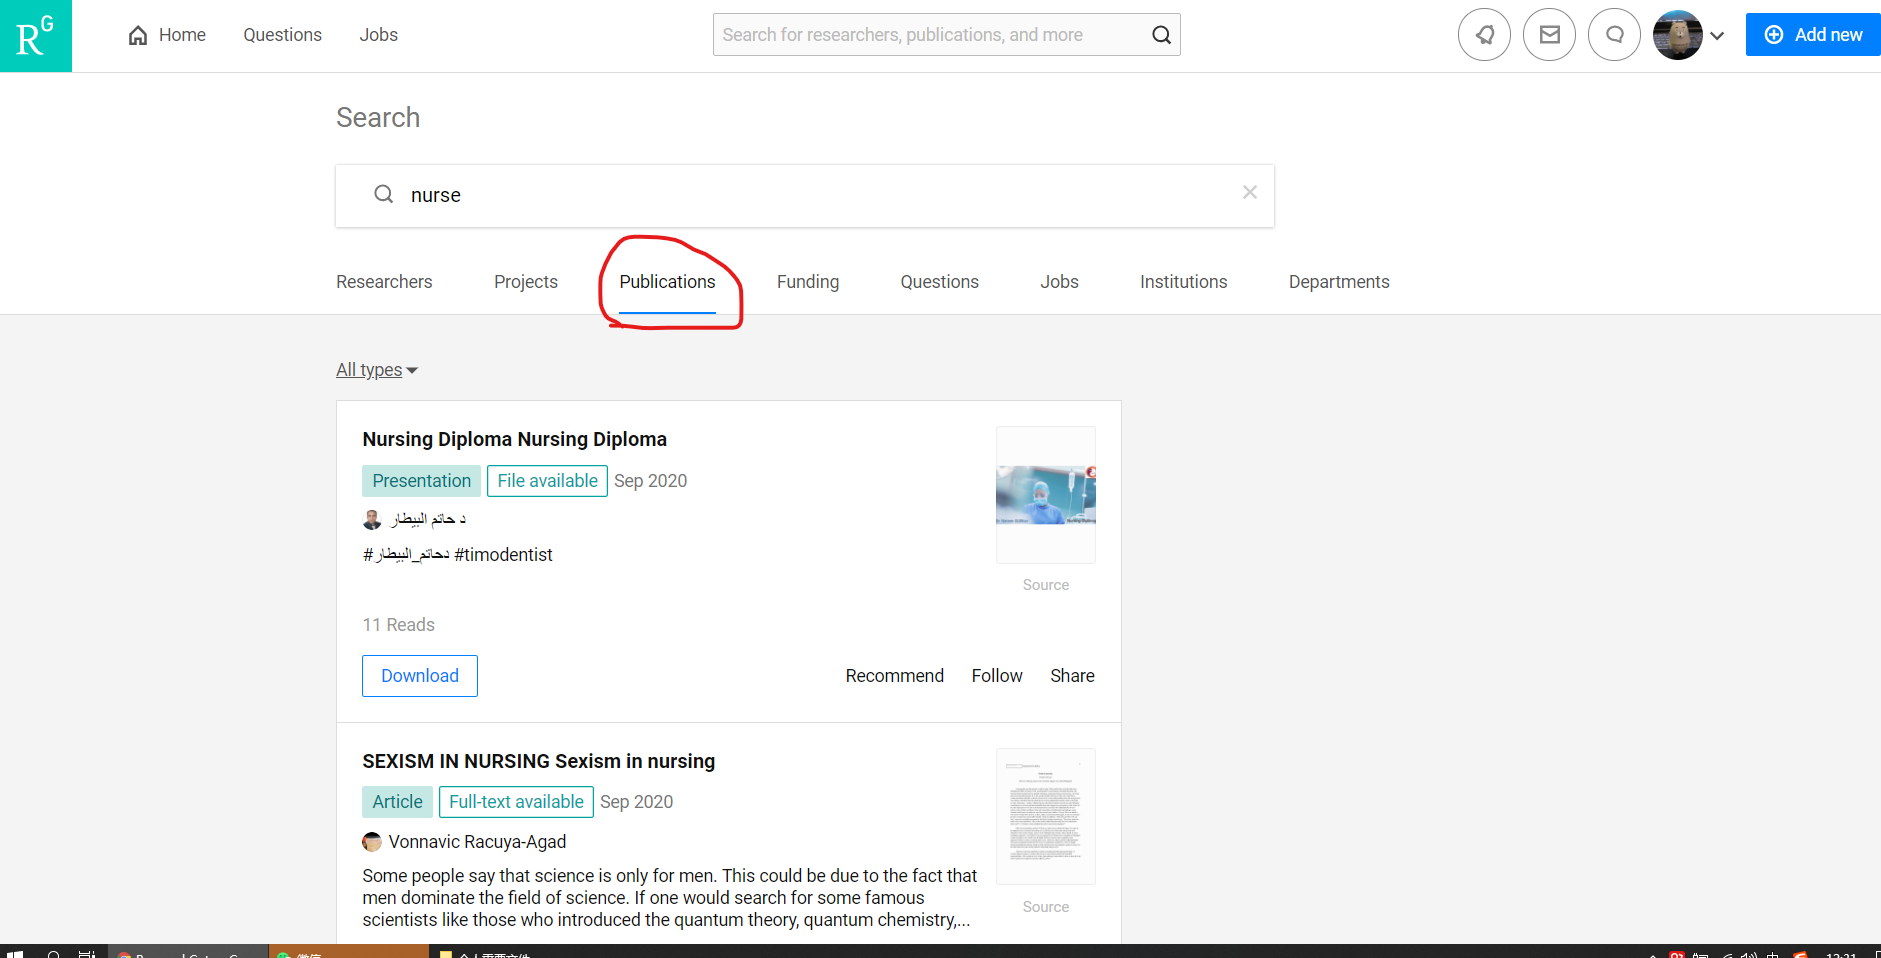 RG
Home Questions Jobs Search for researchers, publications, and more Add new
Search
nurse
Researchers Projects Publications Funding Questions Jobs Institutions Departments
All types
Nursing Diploma Nursing Diploma
Presentation File available Sep 2020
د حاتم البيطار
#دحاتم_البيطار #timodentist
Source
11 Reads
Download Recommend Follow Share
SEXISM IN NURSING Sexism in nursing
Article Full-text available Sep 2020
Vonnavic Racuya-Agad
Some people say that science is only for men. This could be due to the fact that
men dominate the field of science. If one would search for some famous
scientists like those who introduced the quantum theory, quantum chemistry,...
Source